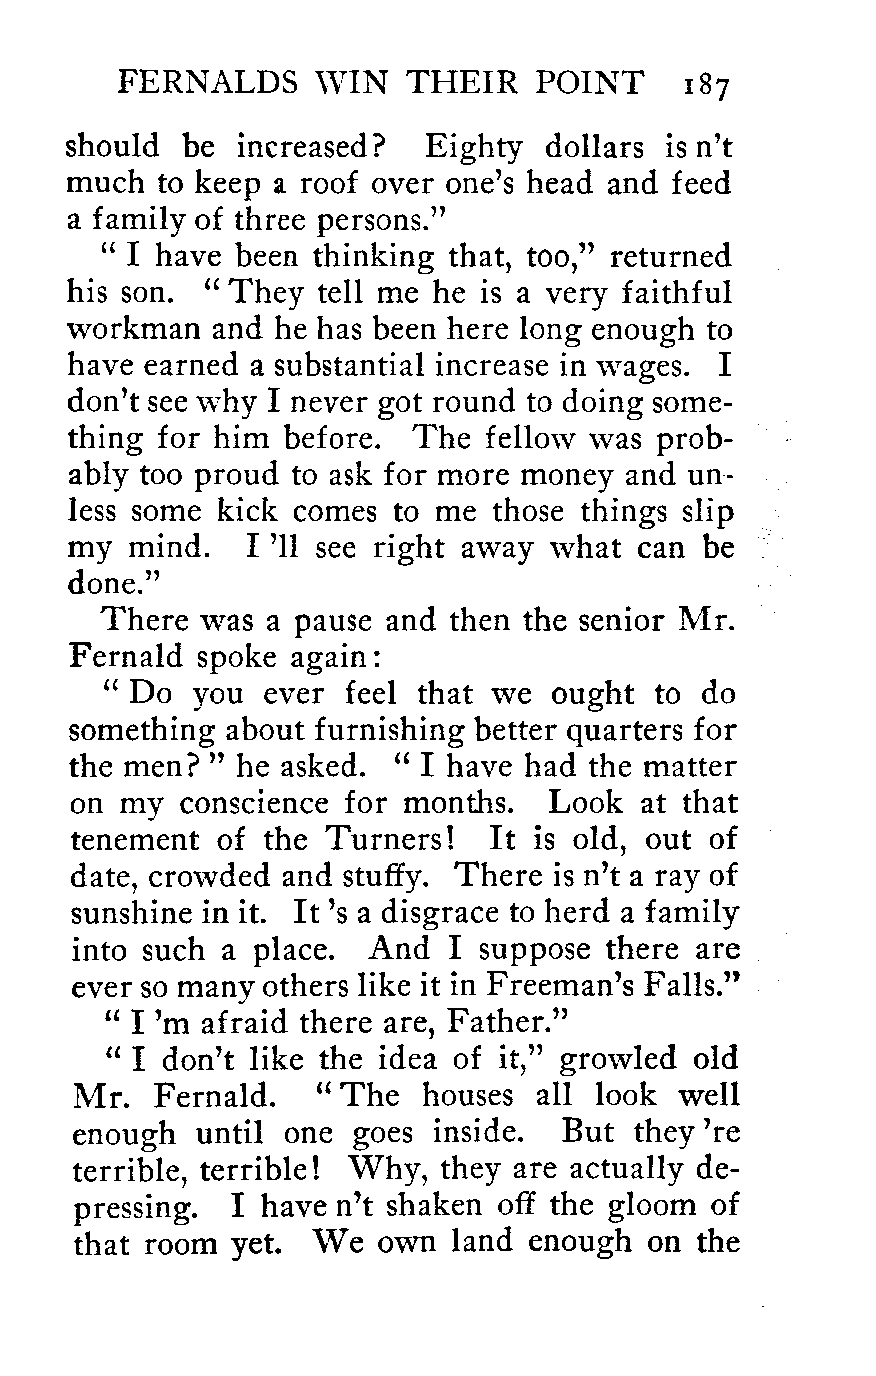 FERNALDS WIN THEIR POINT 187
should be increased? Eighty dollars is n't
much to keep a roof over one's head and feed
a family of three persons."
" I have been thinking that, too," returned
his son. " They tell me he is a very faithful
workman and he has been here long enough to
have earned a substantial increase in wages. I
don't see why I never got round to doing some-
thing for him before. The fellow was prob-
ably too proud to ask for more money and un-
less some kick comes to me those things slip
my mind. I 'll see right away what can be
done."
There was a pause and then the senior Mr.
Fernald spoke again:
" Do you ever feel that we ought to do
something about furnishing better quarters for
the men? " he asked. " I have had the matter
on my conscience for months. Look at that
tenement of the Turners! It is old, out of
date, crowded and stuffy. There is n't a ray of
sunshine in it. It 's a disgrace to herd a family
into such a place. And I suppose there are
ever so many others like it in Freeman's Falls."
" I 'm afraid there are, Father."
" I don't like the idea of it," growled old
Mr. Fernald. " The houses all look well
enough until one goes inside. But they 're
terrible, terrible! Why, they are actually de-
pressing. I have n't shaken off the gloom of
that room yet. We own land enough on the